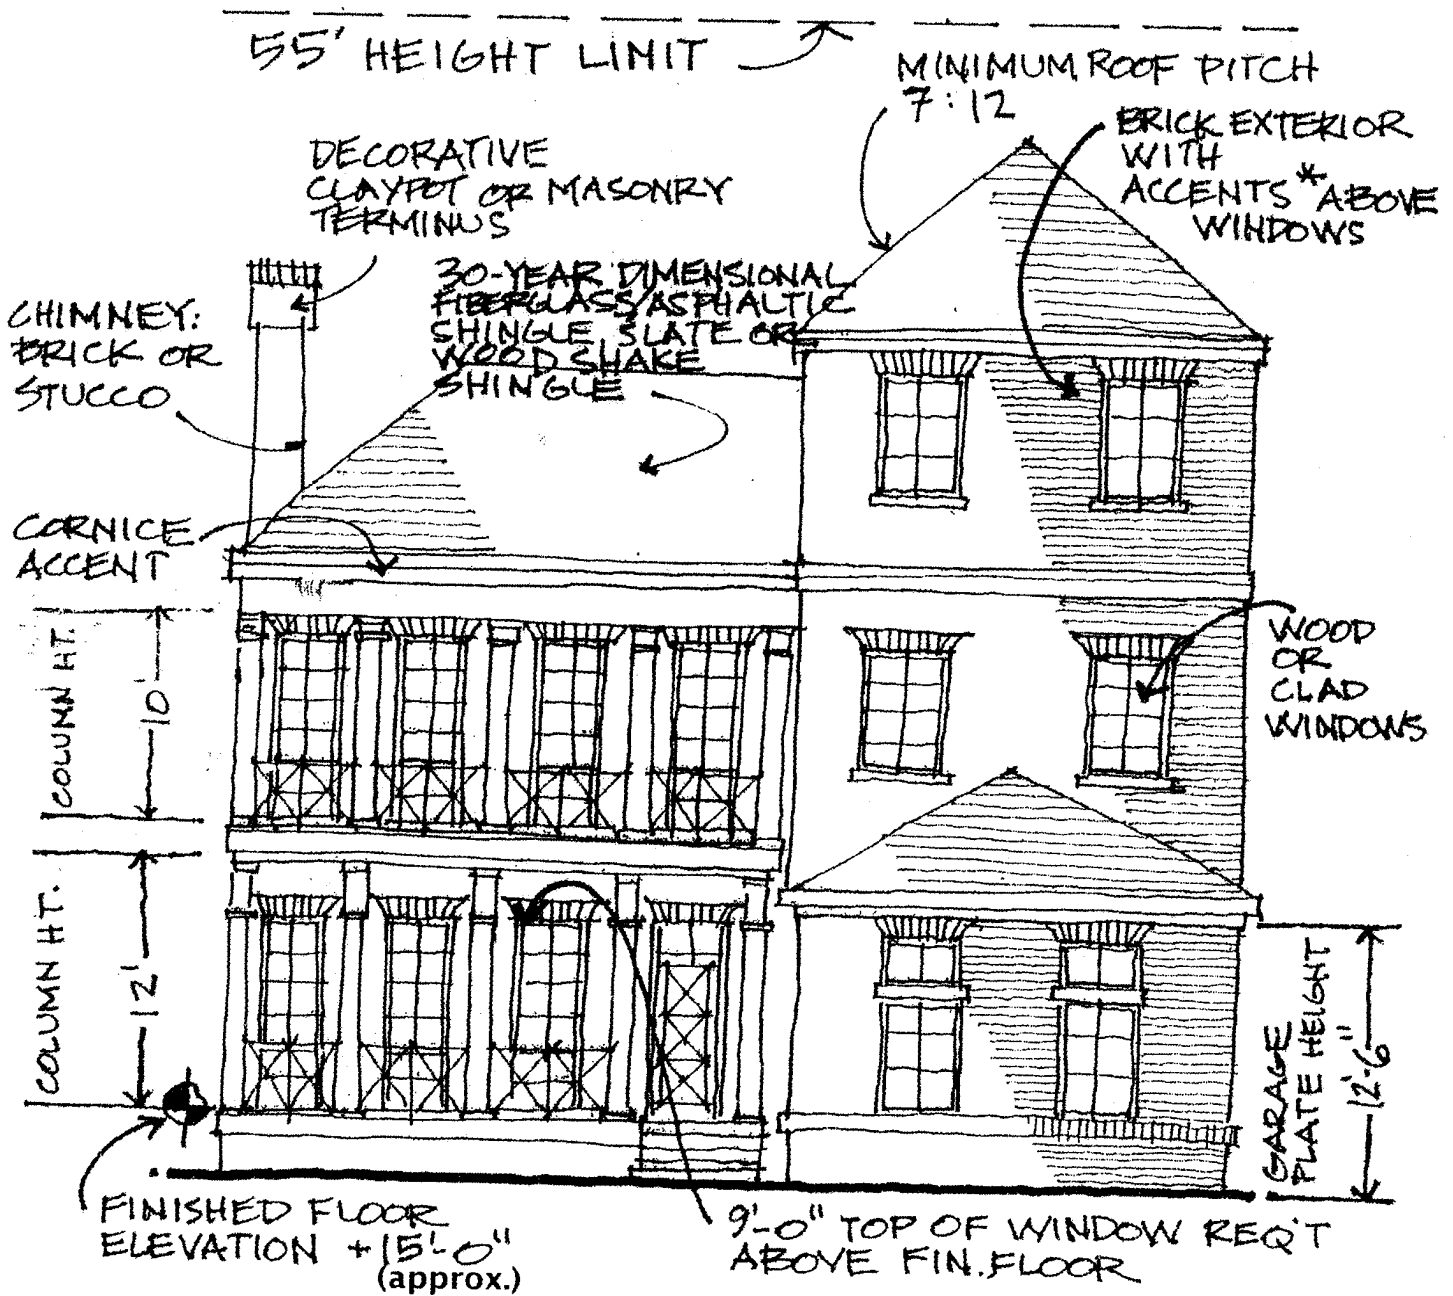 55' HEIGHT LIMIT
MINIMUM ROOF PITCH
7:12
BRICK EXTERIOR
WITH
ACCENTS * ABOVE
WINDOWS
DECORATIVE
CLAYPOT OR MASONRY
TERMINUS
30-YEAR DIMENSIONAL
FIBERGLASS/ASPHALTIC
SHINGLE, SLATE OR
WOOD SHAKE
SHINGLE
CHIMNEY:
BRICK OR
STUCCO
CORNICE
ACCENT
COLUMN HT.
10'
WOOD
OR
CLAD
WINDOWS
COLUMN HT.
12'
GARAGE
PLATE HEIGHT
12'-6"
FINISHED FLOOR
ELEVATION +15'-0"
(approx.)
9'-0" TOP OF WINDOW REQ'T
ABOVE FIN. FLOOR